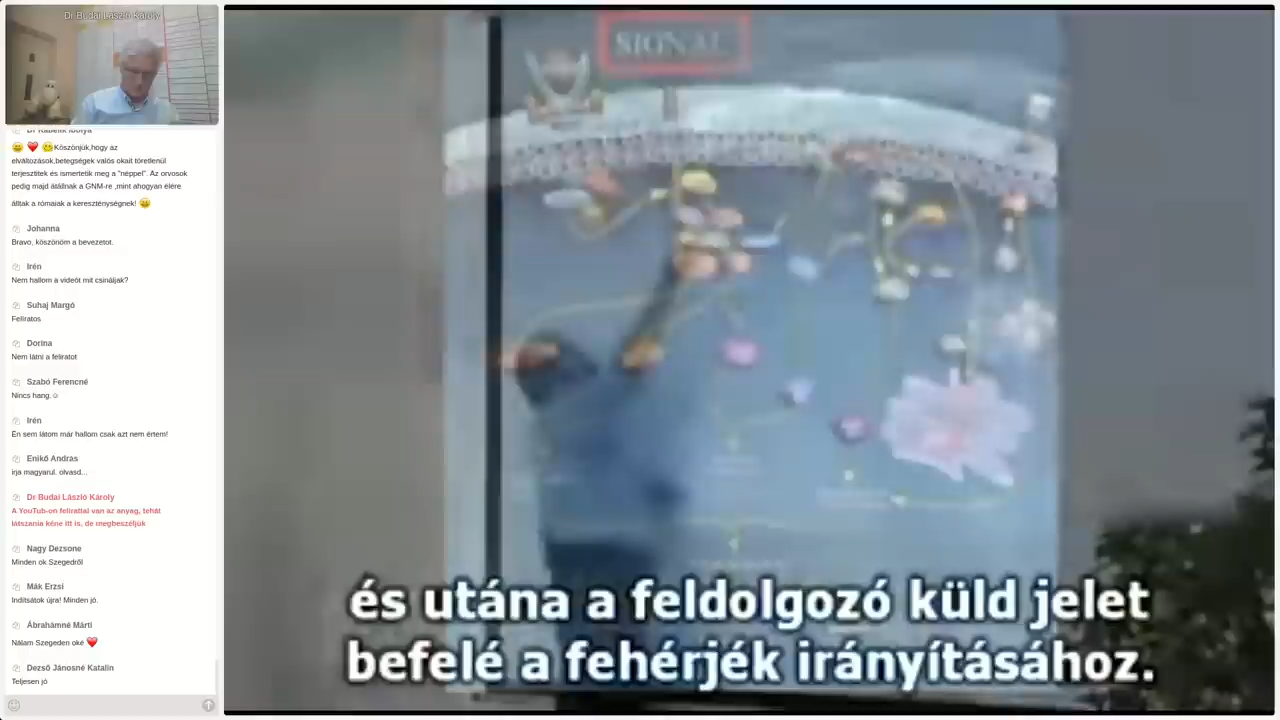 Dr Budai László Károly
Dr Kabelik Ibolya
Köszönjük,hogy az
elváltozások,betegségek valós okait töretlenül
terjesztitek és ismertetik meg a "néppel". Az orvosok
pedig majd átállnak a GNM-re ,mint ahogyan élére
álltak a rómaiak a kereszténységnek!
Johanna
Bravo, köszönöm a bevezetot.
Irén
Nem hallom a videót mit csináljak?
Suhaj Margó
Feliratos
Dorina
Nem látni a feliratot
Szabó Ferencné
Nincs hang.☺
Irén
Én sem látom már hallom csak azt nem értem!
Enikő Andras
irja magyarul. olvasd...
Dr Budai László Károly
A YouTub-on felirattal van az anyag, tehát
látszania kéne itt is, de megbeszéljük
Nagy Dezsone
Minden ok Szegedről
Mák Erzsi
Indítsátok újra! Minden jó.
Ábrahámné Márti
Nálam Szegeden oké
Dezső Jánosné Katalin
Teljesen jó
SIGNAL
és utána a feldolgozó küld jelet
befelé a fehérjék irányításához.